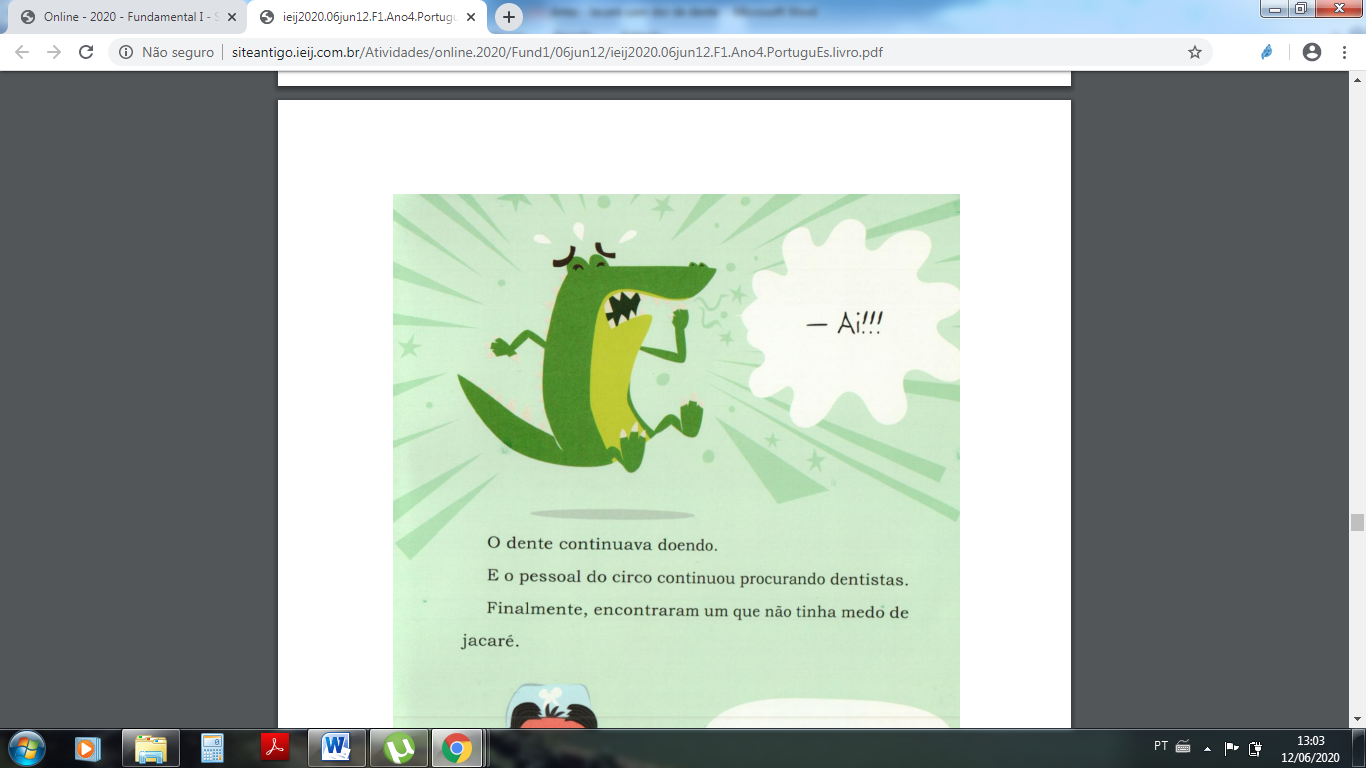 Online - 2020 - Fundamental I - S
ieij2020.06jun12.F1.Ano4.Portugu
Não seguro
siteantigo.ieij.com.br/Atividades/online.2020/Fund1/06jun12/ieij2020.06jun12.F1.Ano4.PortuguEs.livro.pdf
— Ai!!!
O dente continuava doendo.
E o pessoal do circo continuou procurando dentistas.
Finalmente, encontraram um que não tinha medo de
jacaré.
PT
13:03
12/06/2020